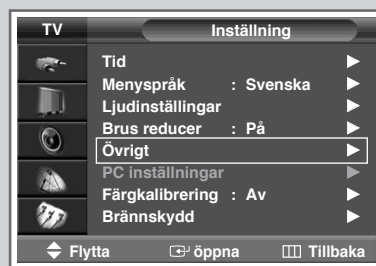 TV Inställning
Tid
Menyspråk : Svenska
Ljudinställingar
Brus reducer : På
Övrigt
PC inställningar
Färgkalibrering : Av
Brännskydd
Flytta öppna Tillbaka